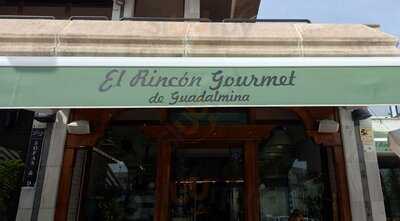 El Rincón Gourmet
de Guadalmina